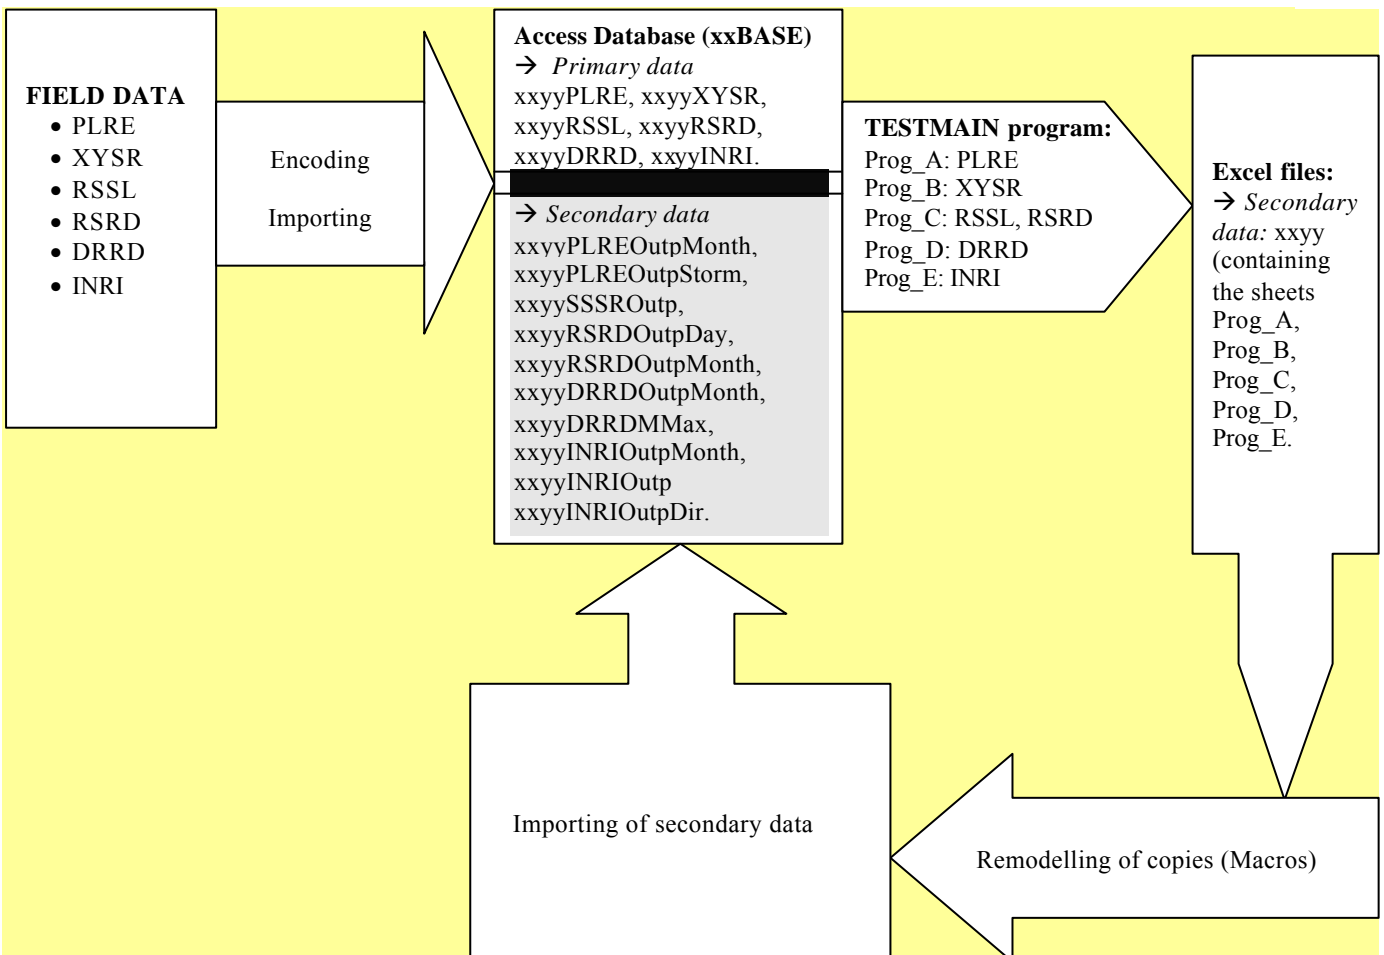 FIELD DATA
• PLRE
• XYSR
• RSSL
• RSRD
• DRRD
• INRI
Encoding
Importing
Access Database (xxBASE)
→ Primary data
xxyyPLRE, xxyyXYSR,
xxyyRSSL, xxyyRSRD,
xxyyDRRD, xxyyINRI.
→ Secondary data
xxyyPLREOutpMonth,
xxyyPLREOutpStorm,
xxyySSSROutp,
xxyyRSRDOutpDay,
xxyyRSRDOutpMonth,
xxyyDRRDOutpMonth,
xxyyDRRDMMax,
xxyyINRIOutpMonth,
xxyyINRIOutp
xxyyINRIOutpDir.
TESTMAIN program:
Prog_A: PLRE
Prog_B: XYSR
Prog_C: RSSL, RSRD
Prog_D: DRRD
Prog_E: INRI
Excel files:
→ Secondary
data: xxyy
(containing
the sheets
Prog_A,
Prog_B,
Prog_C,
Prog_D,
Prog_E.
Remodelling of copies (Macros)
Importing of secondary data